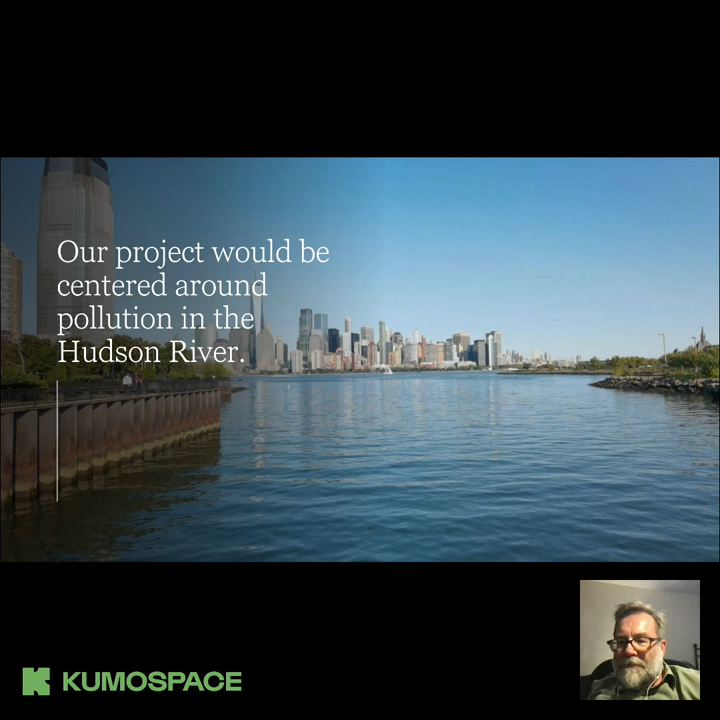 Our project would be
centered around
pollution in the
Hudson River.
KUMOSPACE